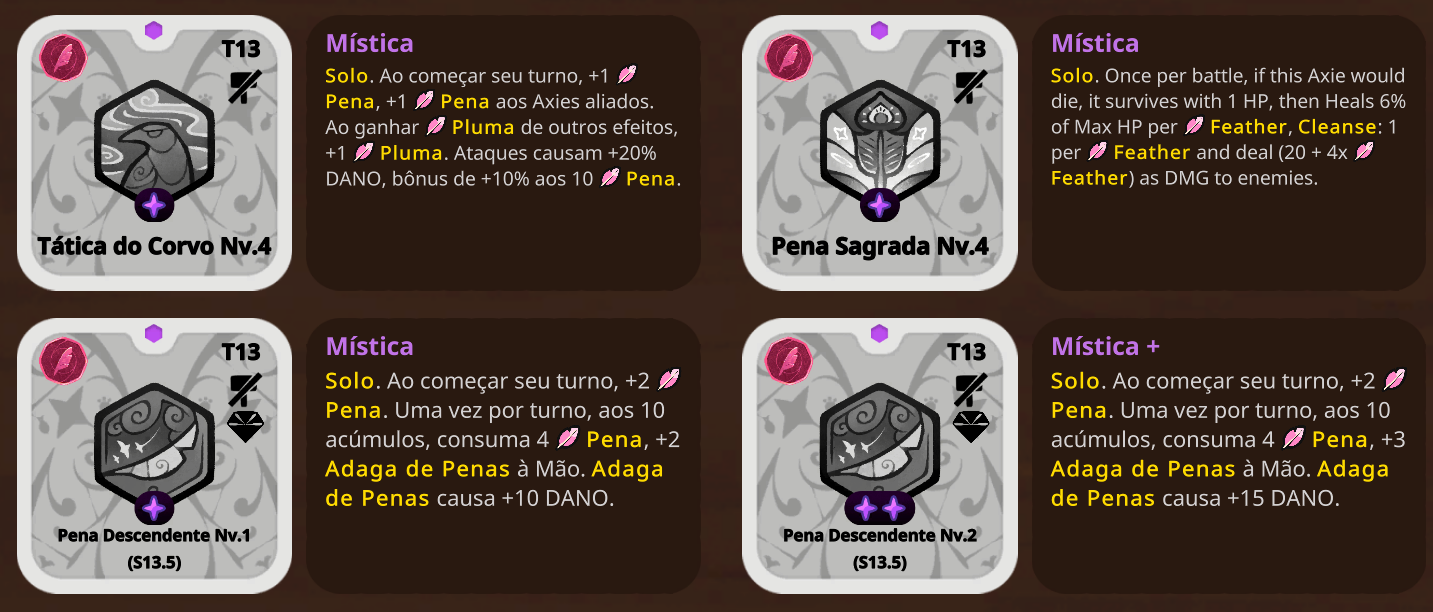 T13
Tática do Corvo Nv.4
Mística
Solo. Ao começar seu turno, +1
Pena, +1 Pena aos Axies aliados.
Ao ganhar Pluma de outros efeitos,
+1 Pluma. Ataques causam +20%
DANO, bônus de +10% aos 10 Pena.
T13
Pena Sagrada Nv.4
Mística
Solo. Once per battle, if this Axie would
die, it survives with 1 HP, then Heals 6%
of Max HP per Feather, Cleanse: 1
per Feather and deal (20 + 4x
Feather) as DMG to enemies.
T13
Pena Descendente Nv.1
(S13.5)
Mística
Solo. Ao começar seu turno, +2
Pena. Uma vez por turno, aos 10
acúmulos, consuma 4 Pena, +2
Adaga de Penas à Mão. Adaga
de Penas causa +10 DANO.
T13
Pena Descendente Nv.2
(S13.5)
Mística +
Solo. Ao começar seu turno, +2
Pena. Uma vez por turno, aos 10
acúmulos, consuma 4 Pena, +3
Adaga de Penas à Mão. Adaga
de Penas causa +15 DANO.